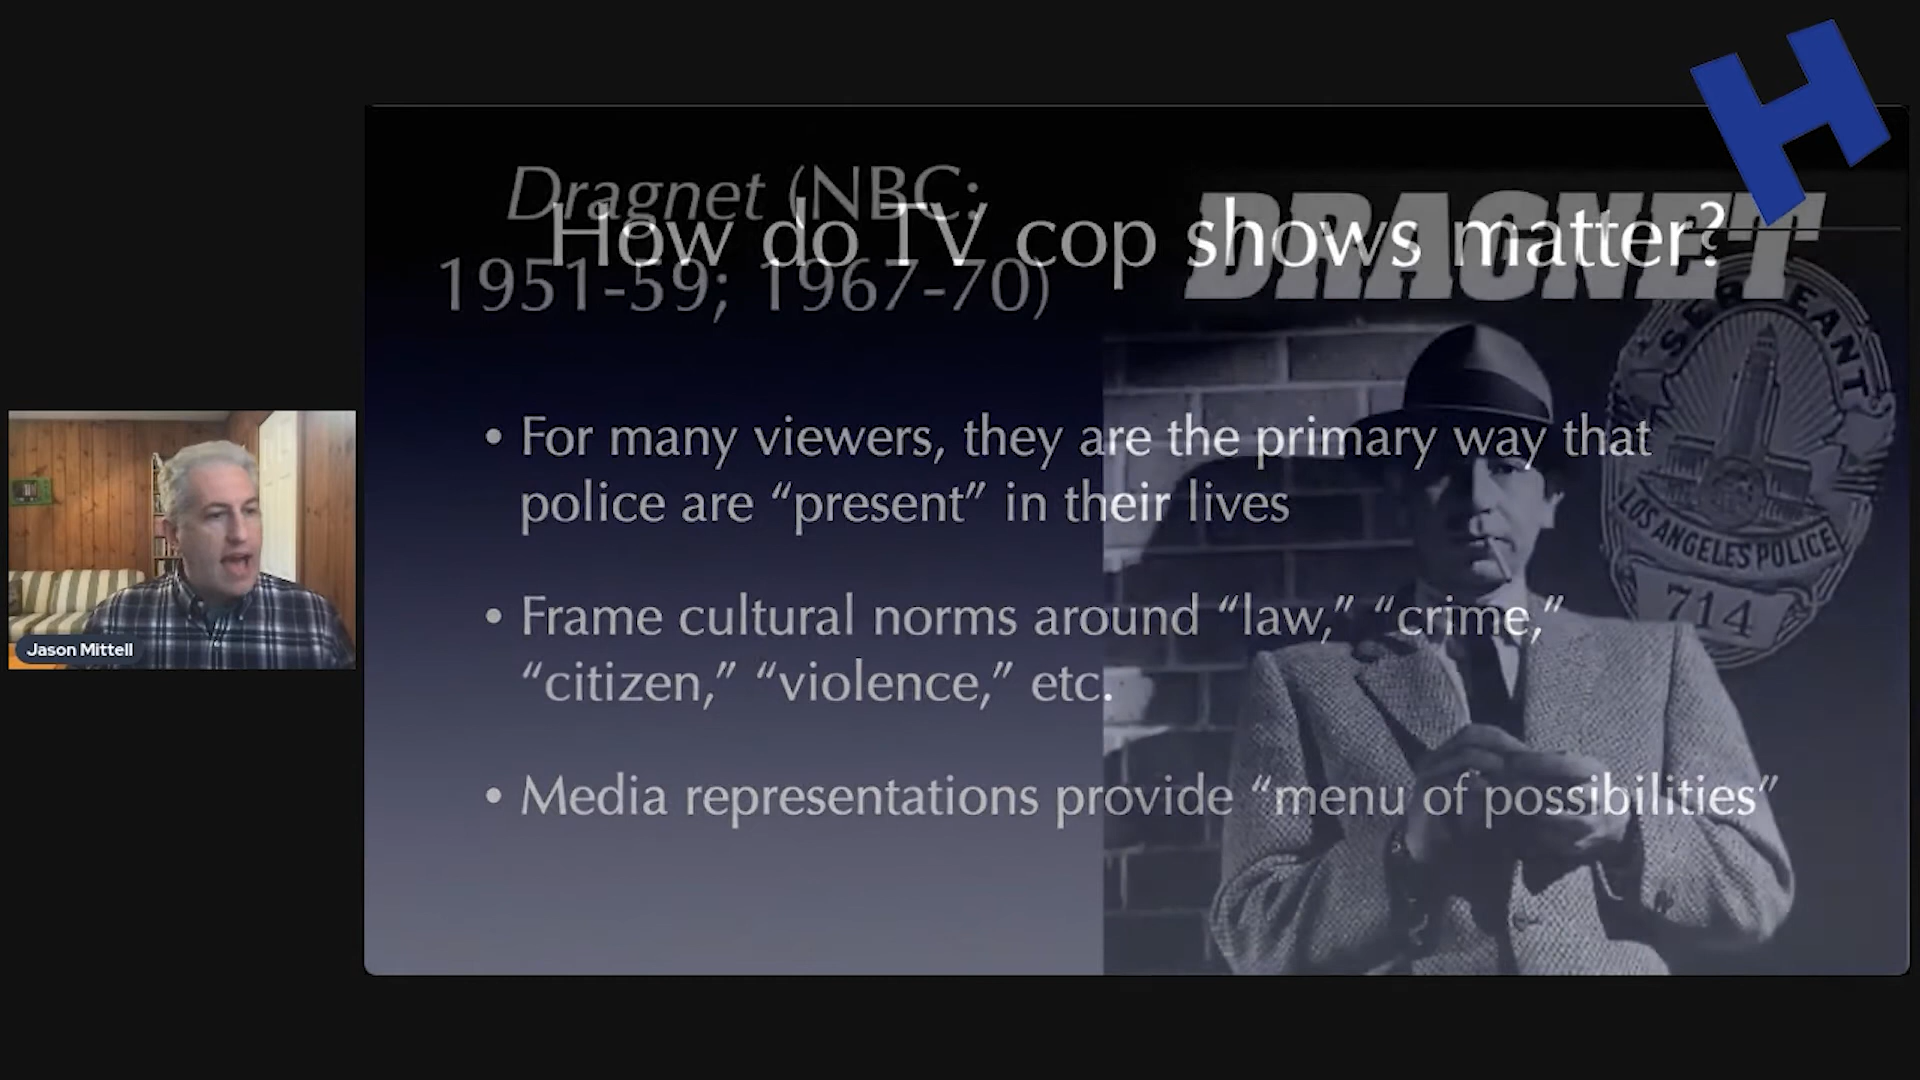 H
Dragnet (NBC:
1951-59; 1967-70)
DRAGNET
How do TV cop shows matter?
SERGEANT
LOS ANGELES POLICE
714
• For many viewers, they are the primary way that
police are “present” in their lives
• Frame cultural norms around “law,” “crime,”
“citizen,” “violence,” etc.
• Media representations provide “menu of possibilities”
Jason Mittell